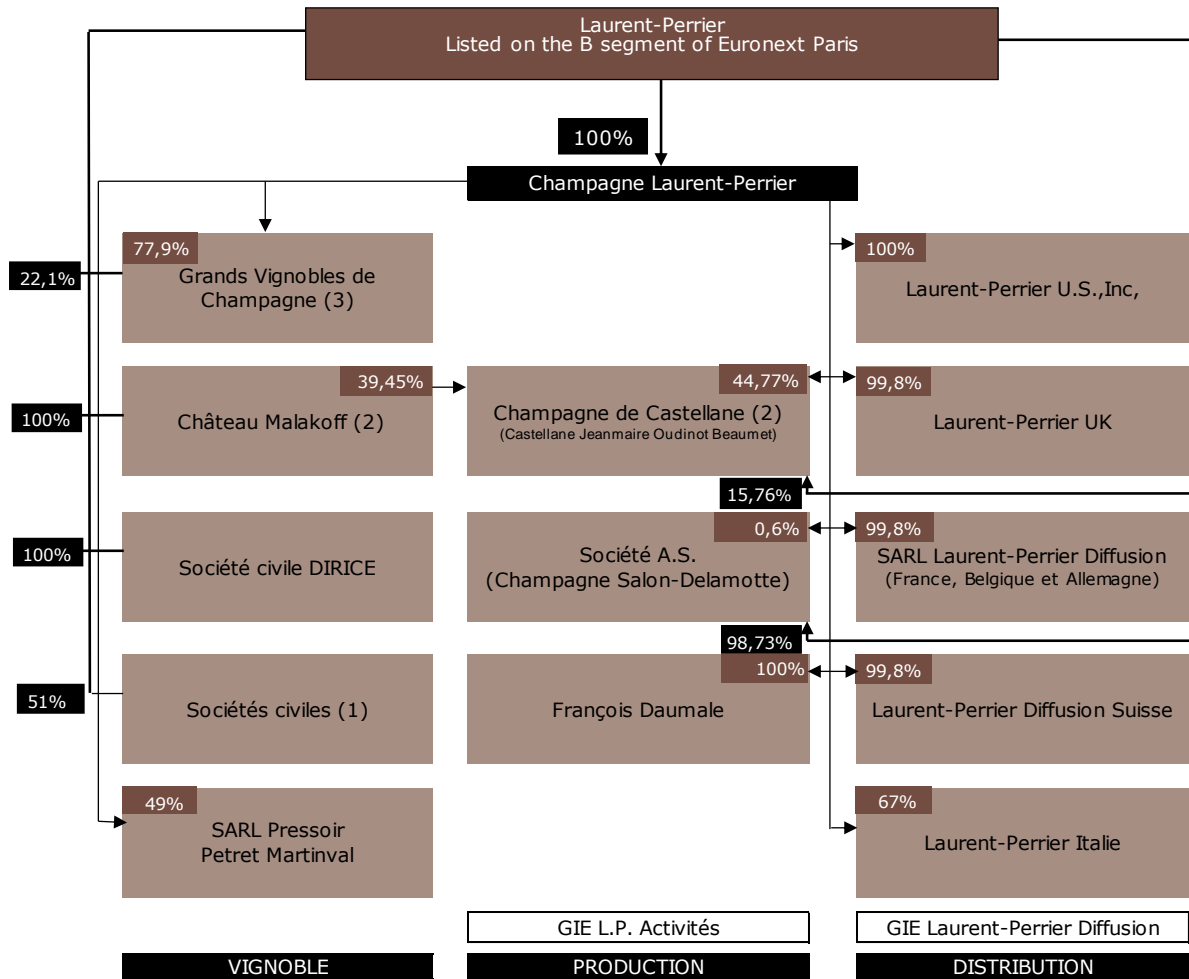 Laurent-Perrier
Listed on the B segment of Euronext Paris
100%
Champagne Laurent-Perrier
77,9%
22,1%
Grands Vignobles de
Champagne (3)
100%
Laurent-Perrier U.S.,Inc,
39,45%
100%
Château Malakoff (2)
44,77%
Champagne de Castellane (2)
(Castellane Jeanmaire Oudinot Beaumet)
99,8%
Laurent-Perrier UK
15,76%
100%
Société civile DIRICE
0,6%
Société A.S.
(Champagne Salon-Delamotte)
99,8%
SARL Laurent-Perrier Diffusion
(France, Belgique et Allemagne)
98,73%
51%
Sociétés civiles (1)
100%
François Daumale
99,8%
Laurent-Perrier Diffusion Suisse
49%
SARL Pressoir
Petret Martinval
67%
Laurent-Perrier Italie
GIE L.P. Activités
GIE Laurent-Perrier Diffusion
VIGNOBLE
PRODUCTION
DISTRIBUTION